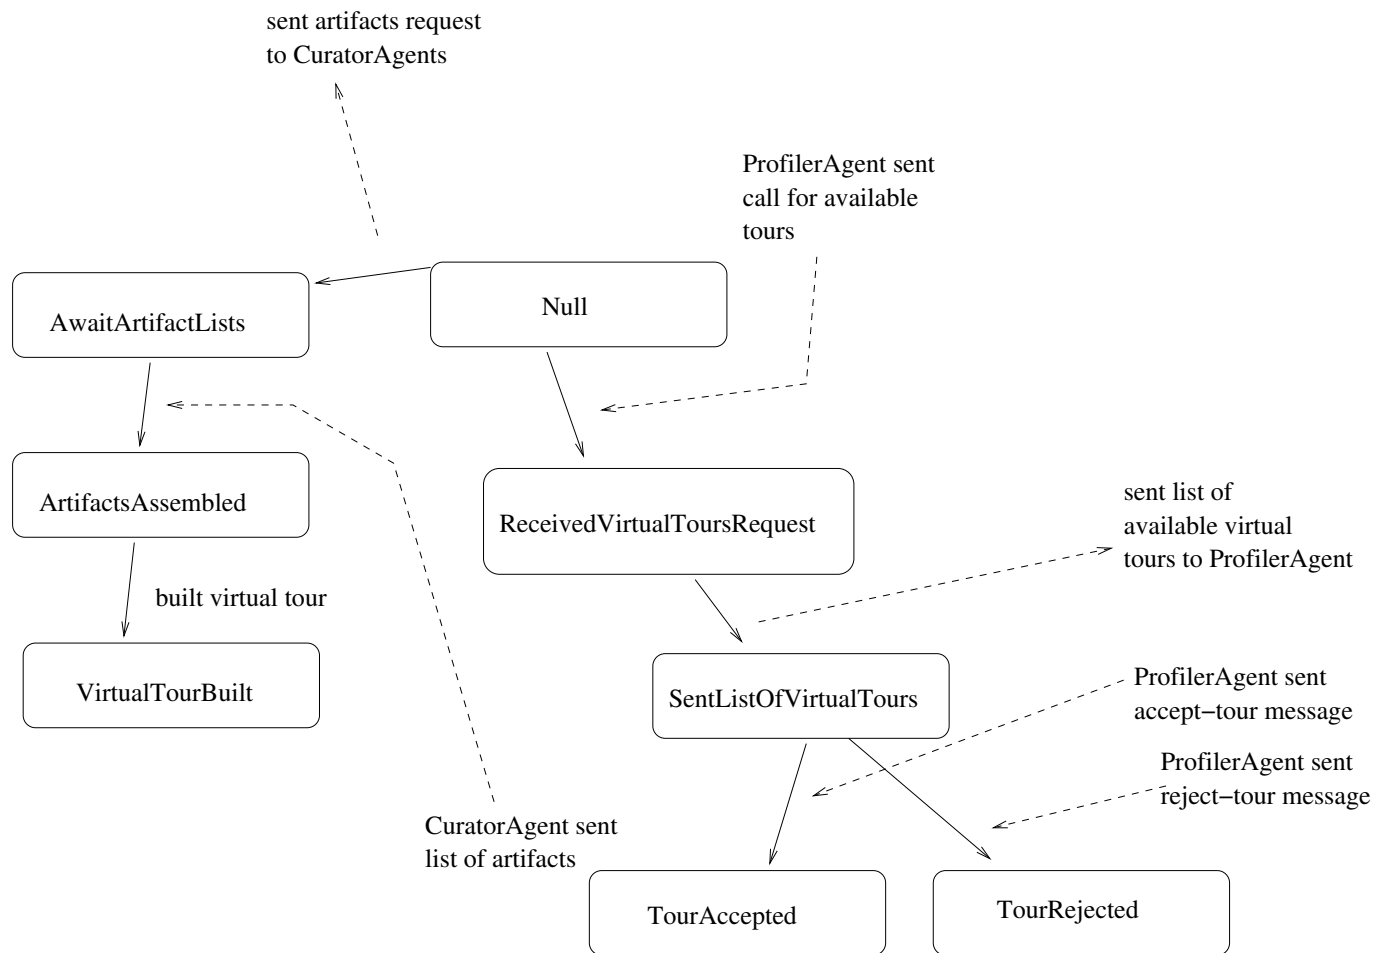 sent artifacts request
to CuratorAgents
ProfilerAgent sent
call for available
tours
AwaitArtifactLists
Null
ArtifactsAssembled
ReceivedVirtualToursRequest
sent list of
available virtual
tours to ProfilerAgent
built virtual tour
VirtualTourBuilt
SentListOfVirtualTours
ProfilerAgent sent
accept−tour message
ProfilerAgent sent
reject−tour message
CuratorAgent sent
list of artifacts
TourAccepted
TourRejected